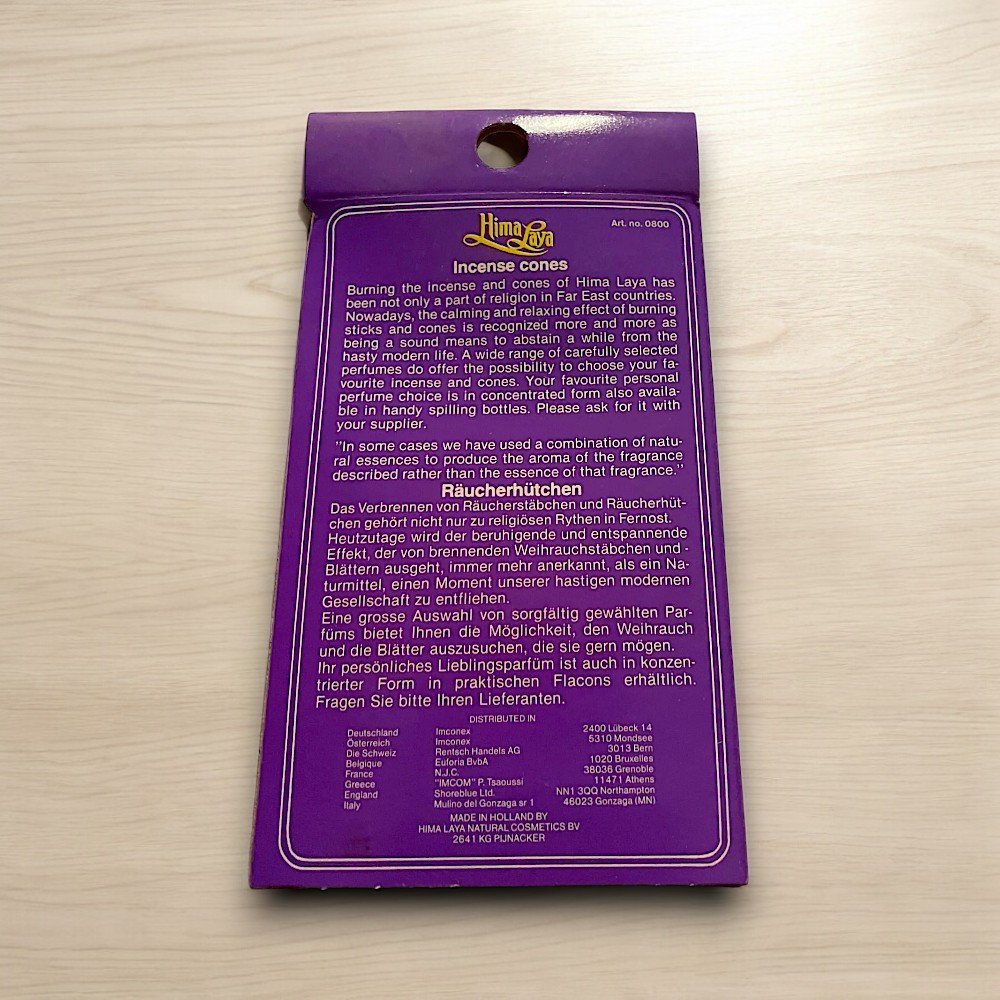 Hima Laya
Art. no. 0800
Incense cones
Burning the incense and cones of Hima Laya has
been not only a part of religion in Far East countries.
Nowadays, the calming and relaxing effect of burning
sticks and cones is recognized more and more as
being a sound means to abstain a while from the
hasty modern life. A wide range of carefully selected
perfumes do offer the possibility to choose your fa-
vourite incense and cones. Your favourite personal
perfume choice is in concentrated form also availa-
ble in handy spilling bottles. Please ask for it with
your supplier.
"In some cases we have used a combination of natu-
ral essences to produce the aroma of the fragrance
described rather than the essence of that fragrance."
Räucherhütchen
Das Verbrennen von Räucherstäbchen und Räucherhüt-
chen gehört nicht nur zu religiösen Rythen in Fernost.
Heutzutage wird der beruhigende und entspannende
Effekt, der von brennenden Weihrauchstäbchen und -
Blättern ausgeht, immer mehr anerkannt, als ein Na-
turmittel, einen Moment unserer hastigen modernen
Gesellschaft zu entfliehen.
Eine grosse Auswahl von sorgfältig gewählten Par-
füms bietet Ihnen die Möglichkeit, den Weihrauch
und die Blätter auszusuchen, die sie gern mögen.
Ihr persönliches Lieblingsparfüm ist auch in konzen-
trierter Form in praktischen Flacons erhältlich.
Fragen Sie bitte Ihren Lieferanten.
DISTRIBUTED IN
Deutschland Imconex 2400 Lübeck 14
Österreich Imconex 5310 Mondsee
Die Schweiz Rentsch Handels AG 3013 Bern
Belgique Euforia BvbA 1020 Bruxelles
France N.J.C. 38036 Grenoble
Greece "IMCOM" P. Tsaoussi 11471 Athens
England Shoreblue Ltd. NN1 3QQ Northampton
Italy Mulino del Gonzaga sr 1 46023 Gonzaga (MN)
MADE IN HOLLAND BY
HIMA LAYA NATURAL COSMETICS BV
2641 KG PIJNACKER